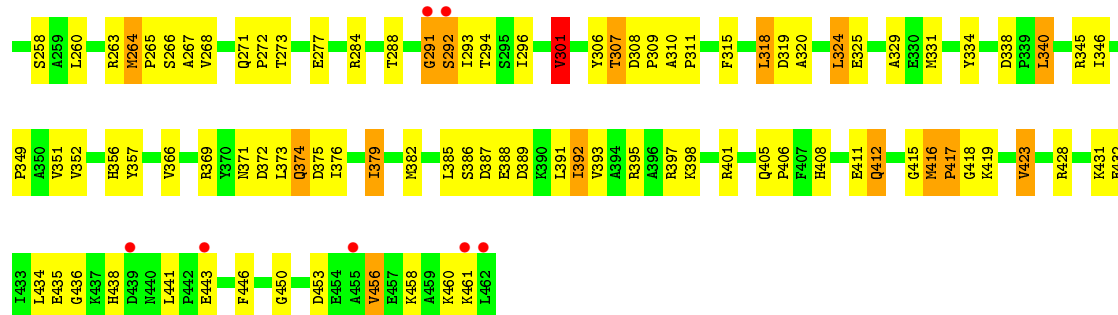 S258 A259 L260 R263 M264 P265 S266 A267 V268 Q271 P272 T273 E277 R284 T288 G291 S292 I293 T294 S295 I296 V301 Y306 T307 D308 P309 A310 P311 F315 L318 D319 A320 L324 E325 A329 E330 M331 Y334 D338 P339 L340 R345 I346
P349 A350 V351 V352 H356 Y357 V366 R369 Y370 N371 D372 L373 Q374 D375 I376 I379 M382 L385 S386 D387 E388 D389 K390 L391 I392 V393 A394 R395 A396 R397 K398 R401 Q405 P406 F407 H408 E411 Q412 G415 M416 P417 G418 K419 V423 R428 K431
I433 L434 E435 G436 K437 H438 D439 N440 L441 P442 E443 F446 G450 D453 E454 A455 V456 E457 K458 A459 K460 K461 L462